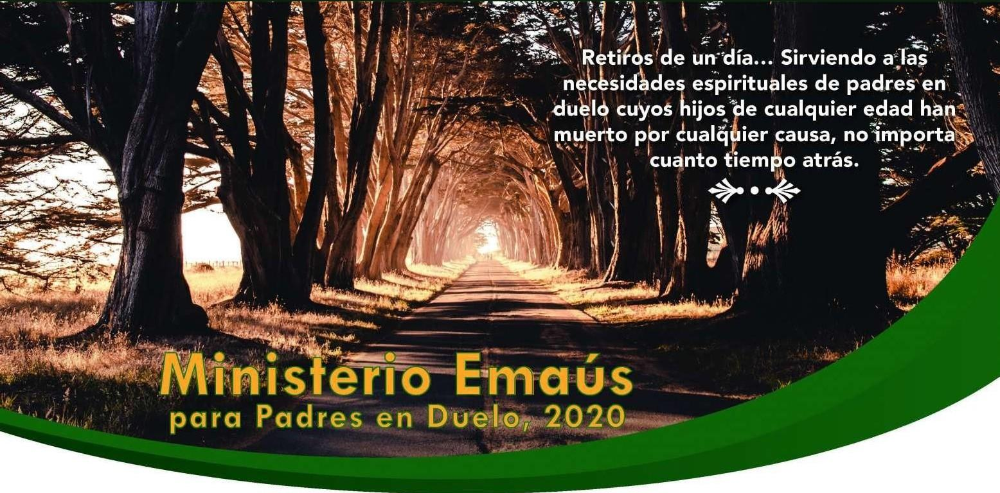 Retiros de un día... Sirviendo a las
necesidades espirituales de padres en
duelo cuyos hijos de cualquier edad han
muerto por cualquier causa, no importa
cuanto tiempo atrás.
Ministerio Emaús
para Padres en Duelo, 2020